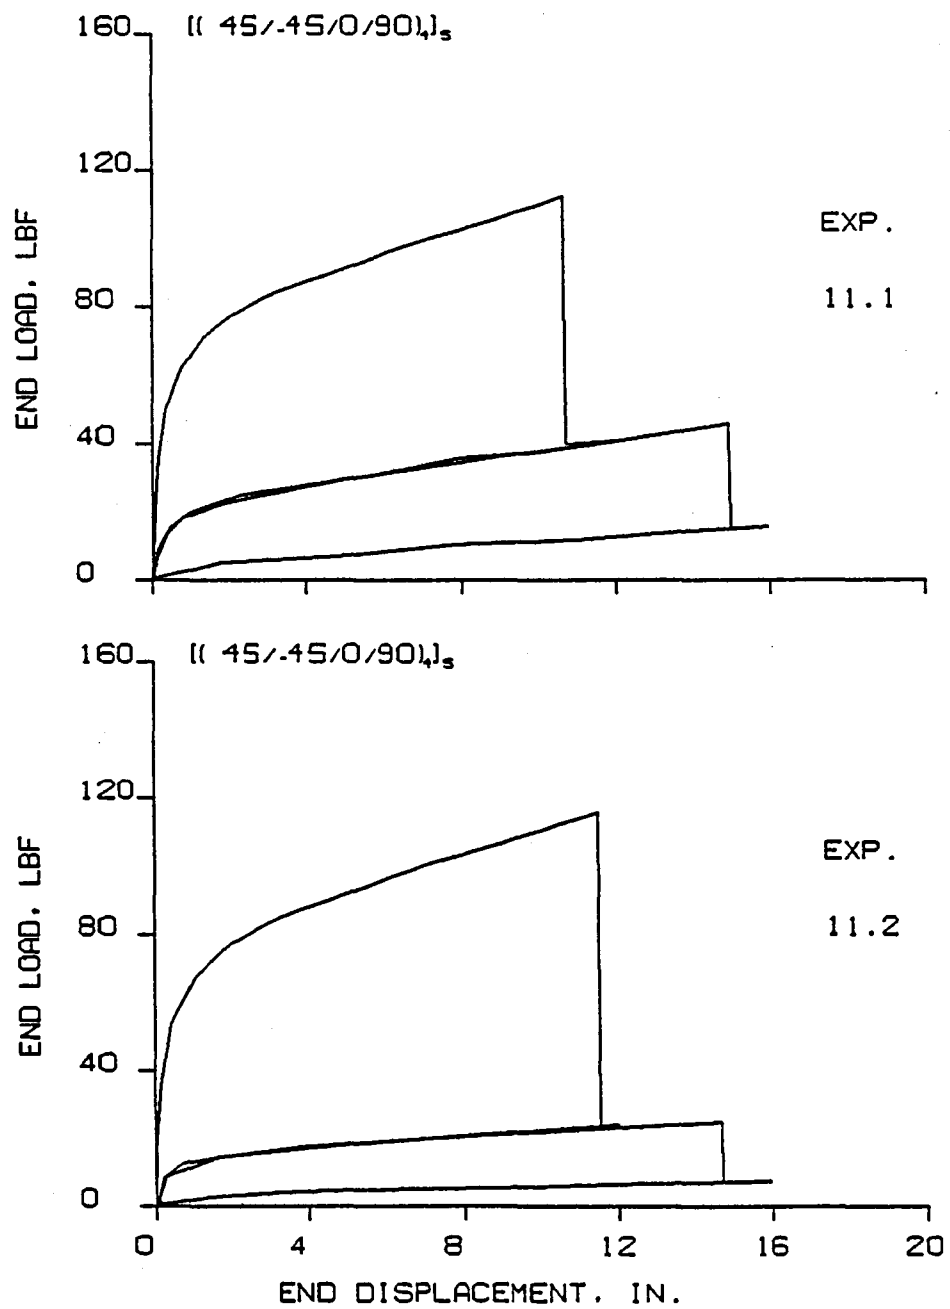 160 [( 45/-45/0/90)₄]ₛ
120
80
40
0
END LOAD, LBF
EXP.
11.1
160 [( 45/-45/0/90)₄]ₛ
120
80
40
0
END LOAD, LBF
EXP.
11.2
0 4 8 12 16 20
END DISPLACEMENT, IN.